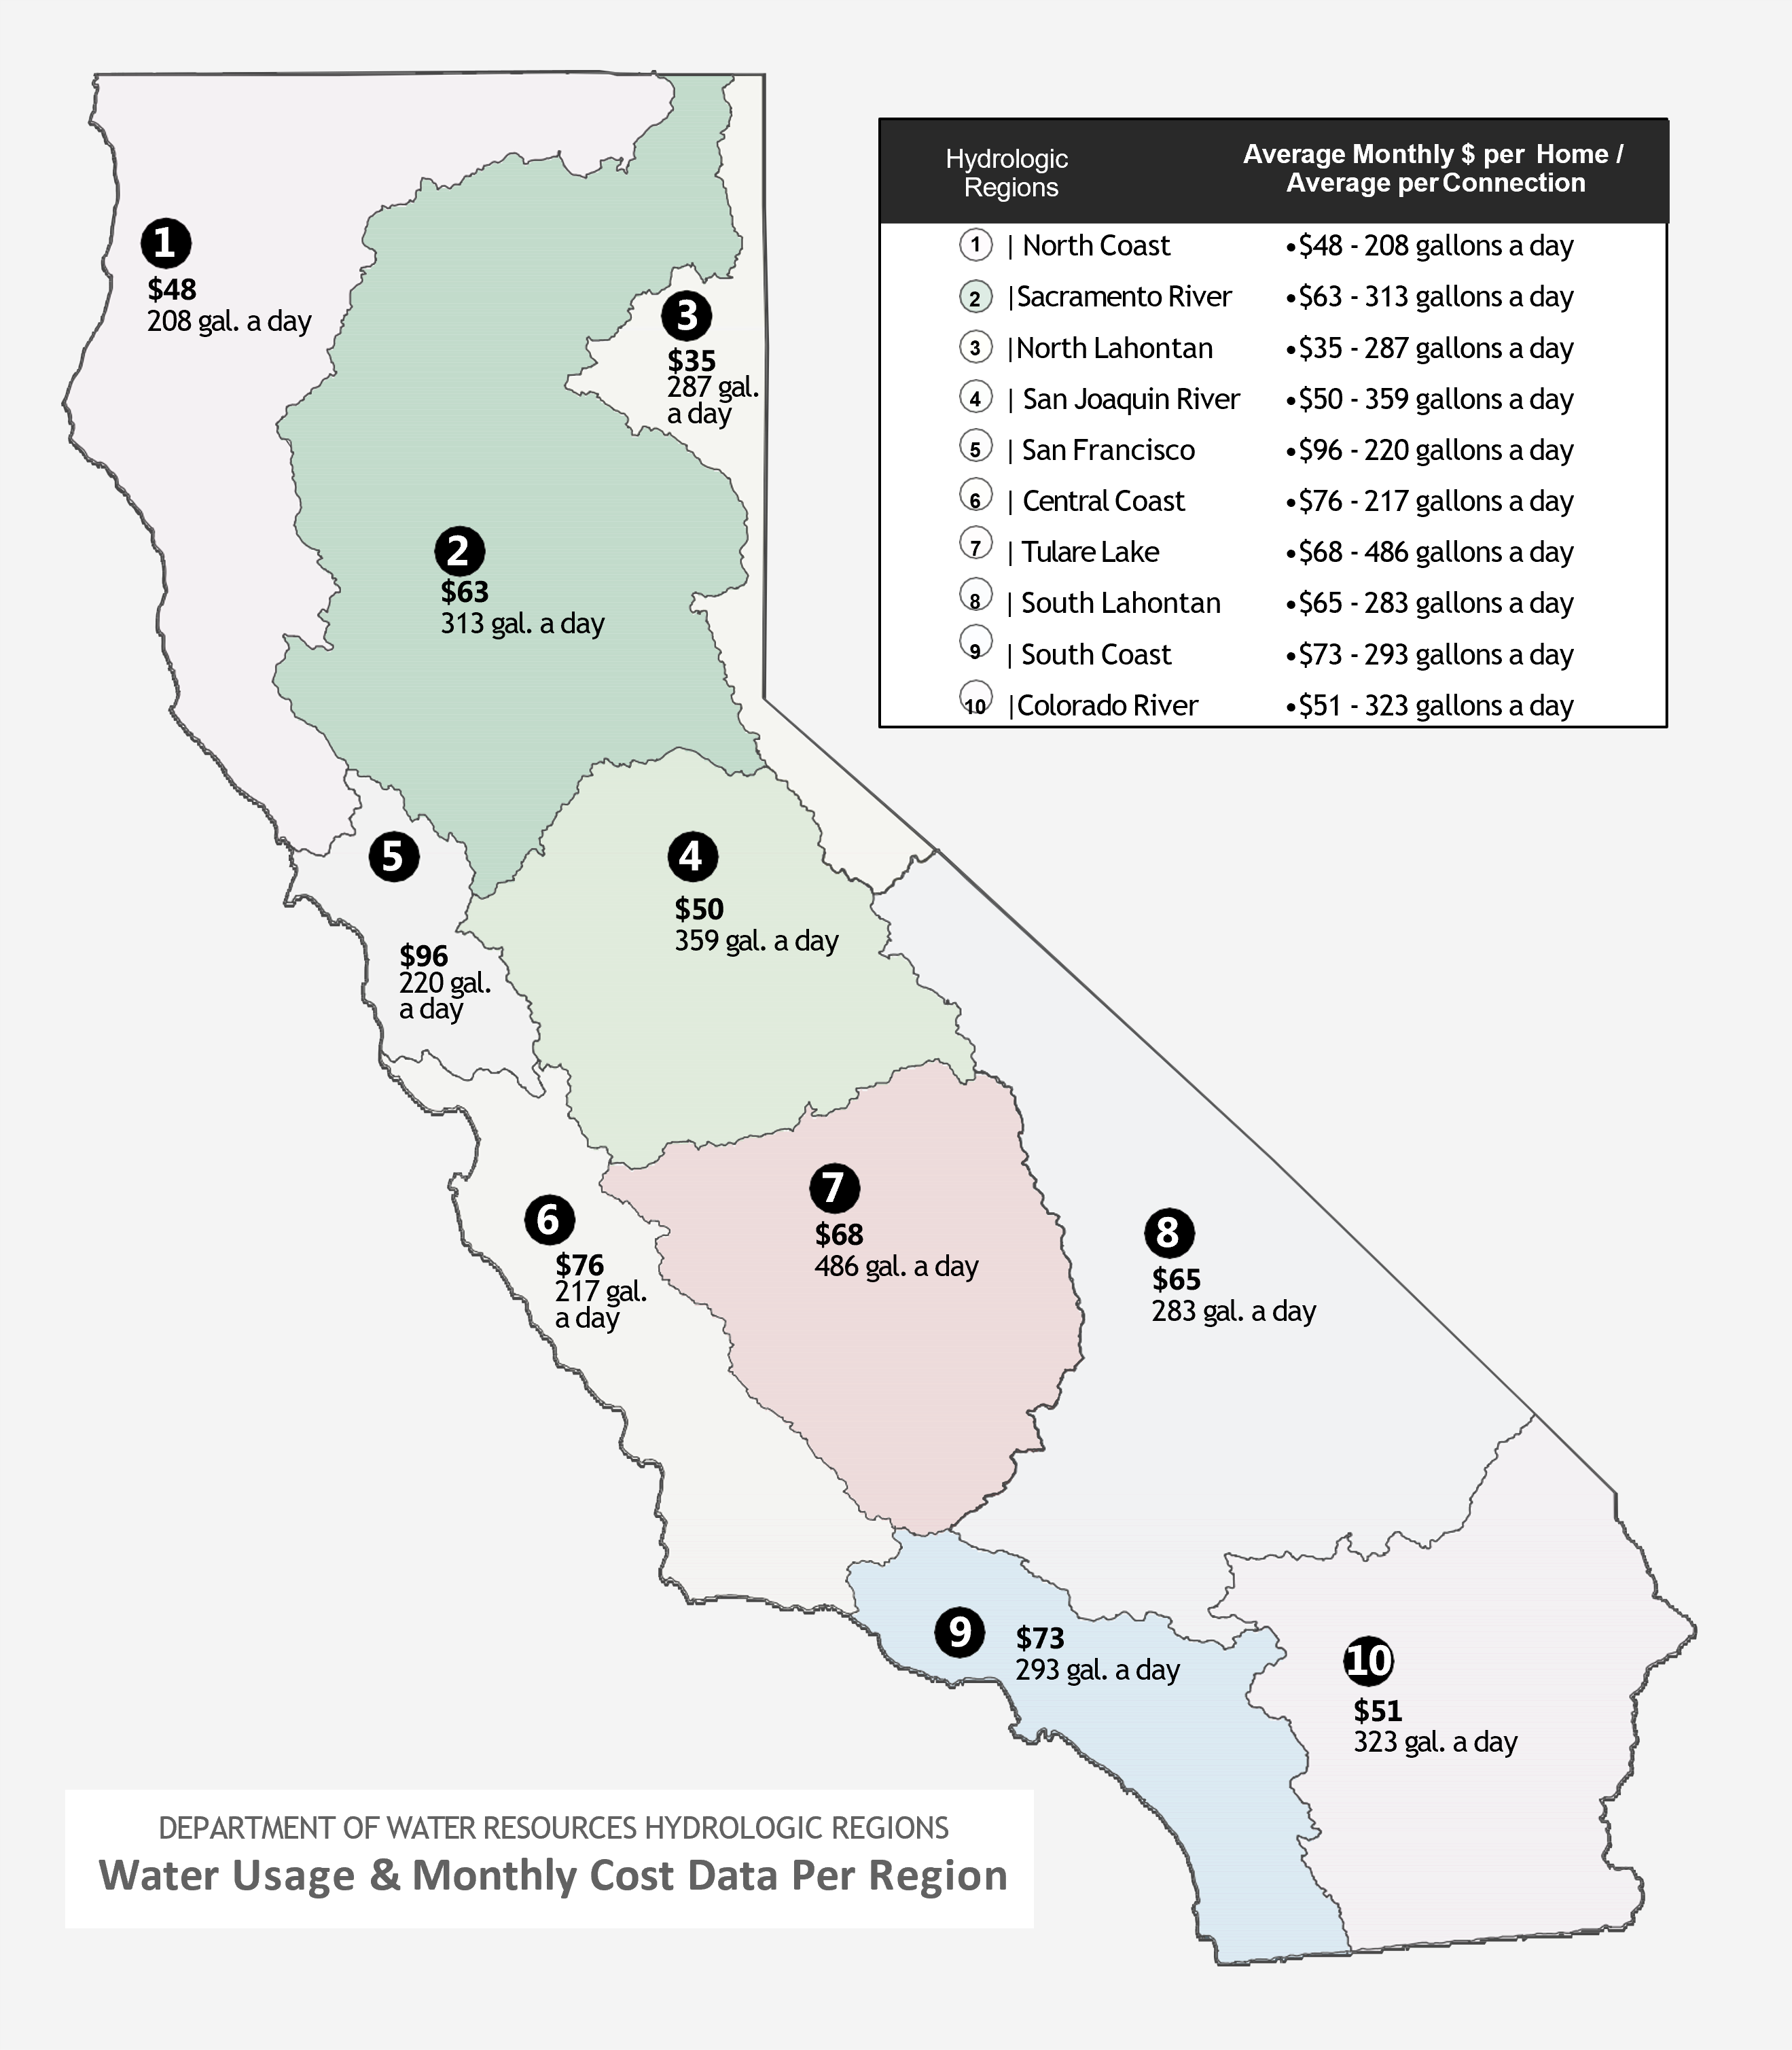 Hydrologic Regions
Average Monthly $ per Home / Average per Connection
1 | North Coast •$48 - 208 gallons a day
2 |Sacramento River •$63 - 313 gallons a day
3 |North Lahontan •$35 - 287 gallons a day
4 | San Joaquin River •$50 - 359 gallons a day
5 | San Francisco •$96 - 220 gallons a day
6 | Central Coast •$76 - 217 gallons a day
7 | Tulare Lake •$68 - 486 gallons a day
8 | South Lahontan •$65 - 283 gallons a day
9 | South Coast •$73 - 293 gallons a day
10 |Colorado River •$51 - 323 gallons a day
1
$48
208 gal. a day
3
$35
287 gal.
a day
2
$63
313 gal. a day
5
$96
220 gal.
a day
4
$50
359 gal. a day
7
$68
486 gal. a day
6
$76
217 gal.
a day
8
$65
283 gal. a day
9
$73
293 gal. a day
10
$51
323 gal. a day
DEPARTMENT OF WATER RESOURCES HYDROLOGIC REGIONS
Water Usage & Monthly Cost Data Per Region